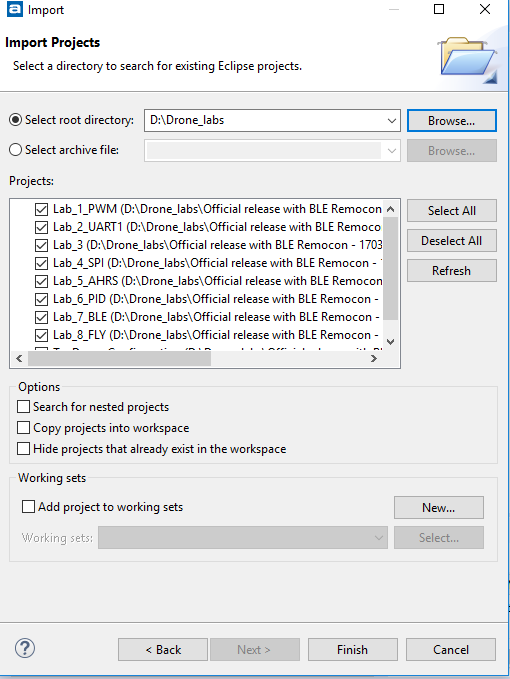 Import
Import Projects
Select a directory to search for existing Eclipse projects.
Select root directory: D:\Drone_labs Browse...
Select archive file: Browse...
Projects:
Lab_1_PWM (D:\Drone_labs\Official release with BLE Remocon
Lab_2_UART1 (D:\Drone_labs\Official release with BLE Remoco
Lab_3 (D:\Drone_labs\Official release with BLE Remocon - 1703
Lab_4_SPI (D:\Drone_labs\Official release with BLE Remocon -
Lab_5_AHRS (D:\Drone_labs\Official release with BLE Remocon
Lab_6_PID (D:\Drone_labs\Official release with BLE Remocon -
Lab_7_BLE (D:\Drone_labs\Official release with BLE Remocon -
Lab_8_FLY (D:\Drone_labs\Official release with BLE Remocon -
Select All
Deselect All
Refresh
Options
Search for nested projects
Copy projects into workspace
Hide projects that already exist in the workspace
Working sets
Add project to working sets New...
Working sets: Select...
? < Back Next > Finish Cancel